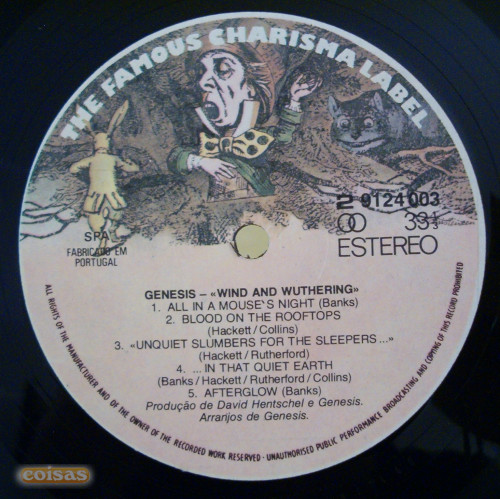 THE FAMOUS CHARISMA LABEL
2 9124 003
SPA
33⅓
FABRICADO EM
PORTUGAL
ESTEREO
GENESIS – «WIND AND WUTHERING»
1. ALL IN A MOUSE'S NIGHT (Banks)
2. BLOOD ON THE ROOFTOPS
(Hackett/Collins)
3. «UNQUIET SLUMBERS FOR THE SLEEPERS...»
(Hackett/Rutherford)
4. ... IN THAT QUIET EARTH
(Banks/Hackett/Rutherford/Collins)
5. AFTERGLOW (Banks)
Produção de David Hentschel e Genesis.
Arranjos de Genesis.
ALL RIGHTS OF THE MANUFACTURER AND OF THE OWNER OF THE RECORDED WORK RESERVED · UNAUTHORISED PUBLIC PERFORMANCE BROADCASTING AND COPYING OF THIS RECORD PROHIBITED
coisas